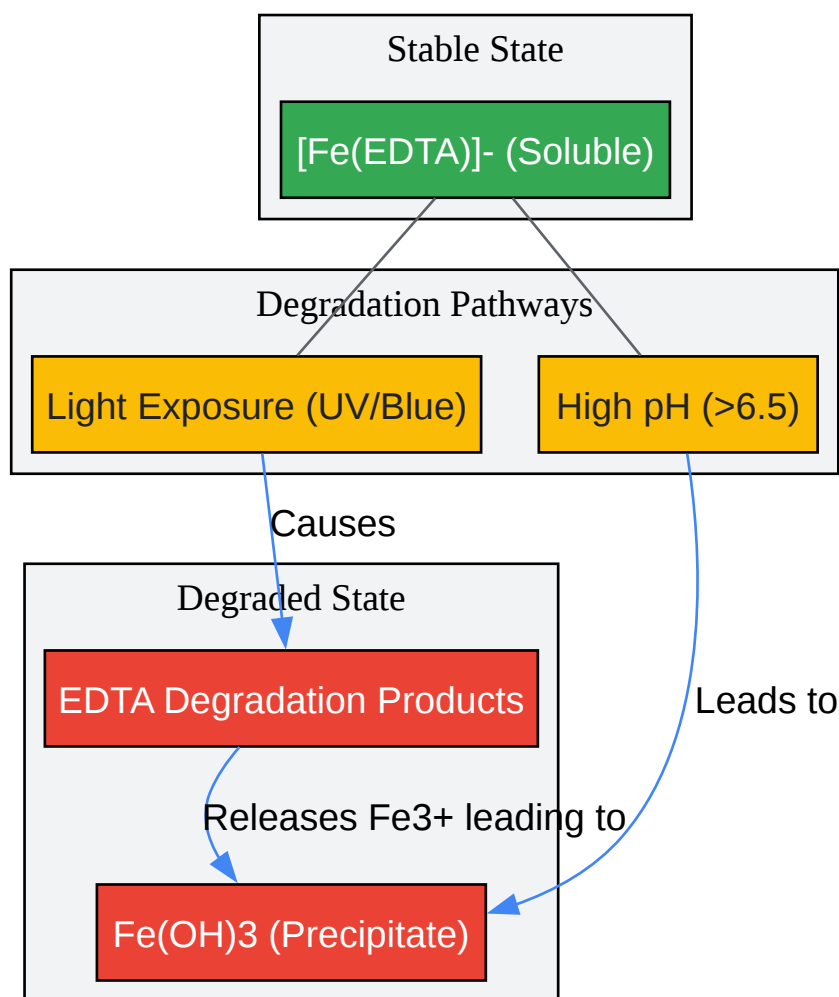 Stable State
[Fe(EDTA)]- (Soluble)
Degradation Pathways
Light Exposure (UV/Blue)
High pH (>6.5)
Causes
Degraded State
EDTA Degradation Products
Leads to
Releases Fe3+ leading to
Fe(OH)3 (Precipitate)